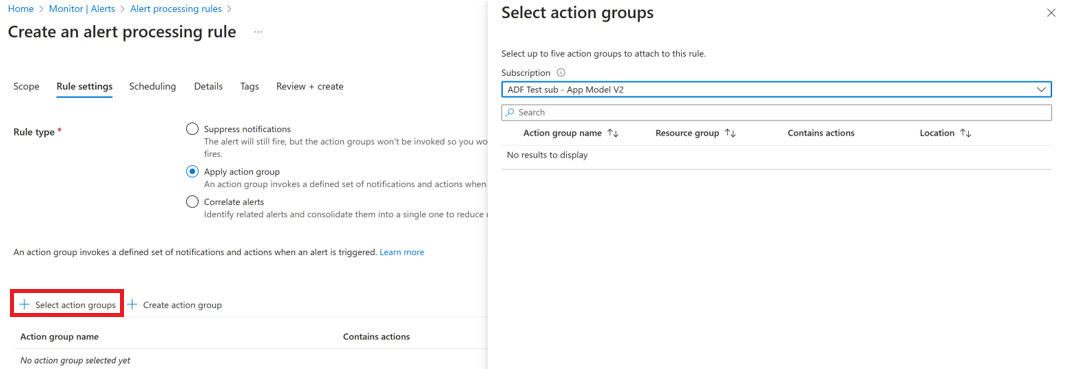 Home > Monitor | Alerts > Alert processing rules >
Create an alert processing rule ...
Scope Rule settings Scheduling Details Tags Review + create
Rule type *
Suppress notifications
The alert will still fire, but the action groups won't be invoked so you wo
fires.
Apply action group
An action group invokes a defined set of notifications and actions when
Correlate alerts
Identify related alerts and consolidate them into a single one to reduce
An action group invokes a defined set of notifications and actions when an alert is triggered. Learn more
+ Select action groups + Create action group
Action group name Contains actions
No action group selected yet
Select action groups
Select up to five action groups to attach to this rule.
Subscription
ADF Test sub - App Model V2
Search
Action group name ↑↓ Resource group ↑↓ Contains actions Location ↑↓
No results to display